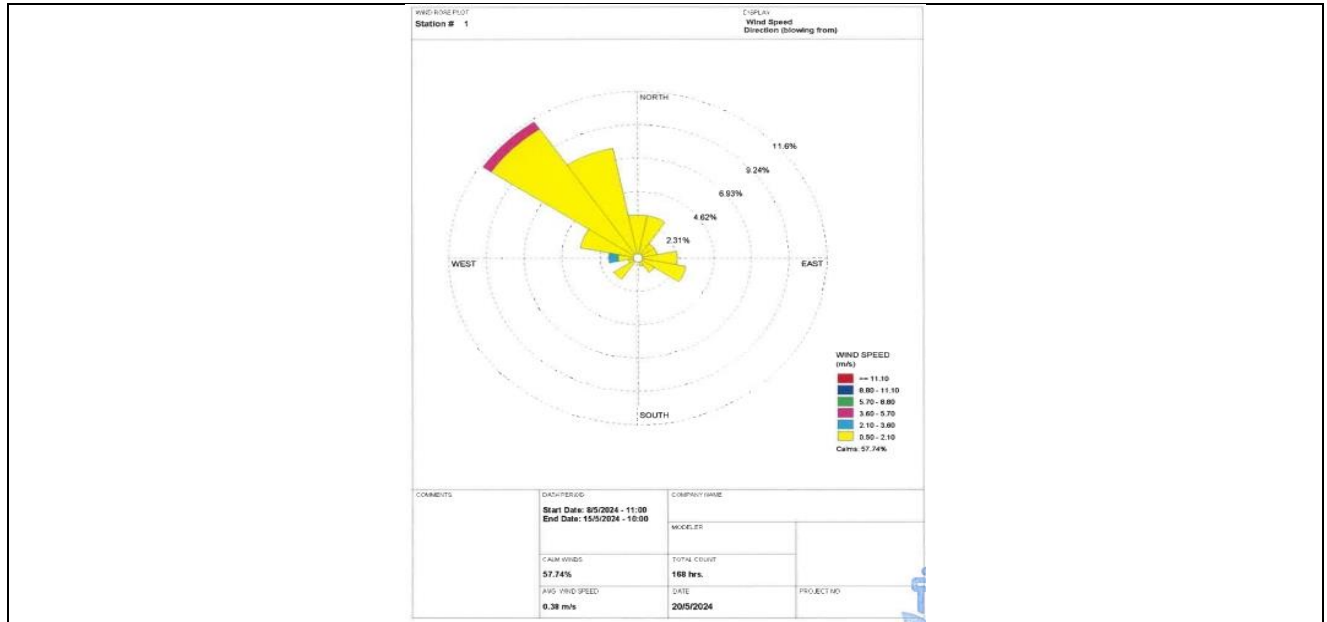 WIND ROSE PLOT
Station # 1
DISPLAY
Wind Speed
Direction (blowing from)
NORTH
11.6%
9.24%
6.93%
4.62%
2.31%
WEST
EAST
SOUTH
WIND SPEED
(m/s)
>= 11.10
8.80 - 11.10
5.70 - 8.80
3.60 - 5.70
2.10 - 3.60
0.50 - 2.10
Calms: 57.74%
COMMENTS
DATA PERIOD
Start Date: 8/5/2024 - 11:00
End Date: 15/5/2024 - 10:00
COMPANY NAME
MODELER
CALM WINDS
57.74%
TOTAL COUNT
168 hrs.
AVG. WIND SPEED
0.38 m/s
DATE
20/5/2024
PROJECT NO